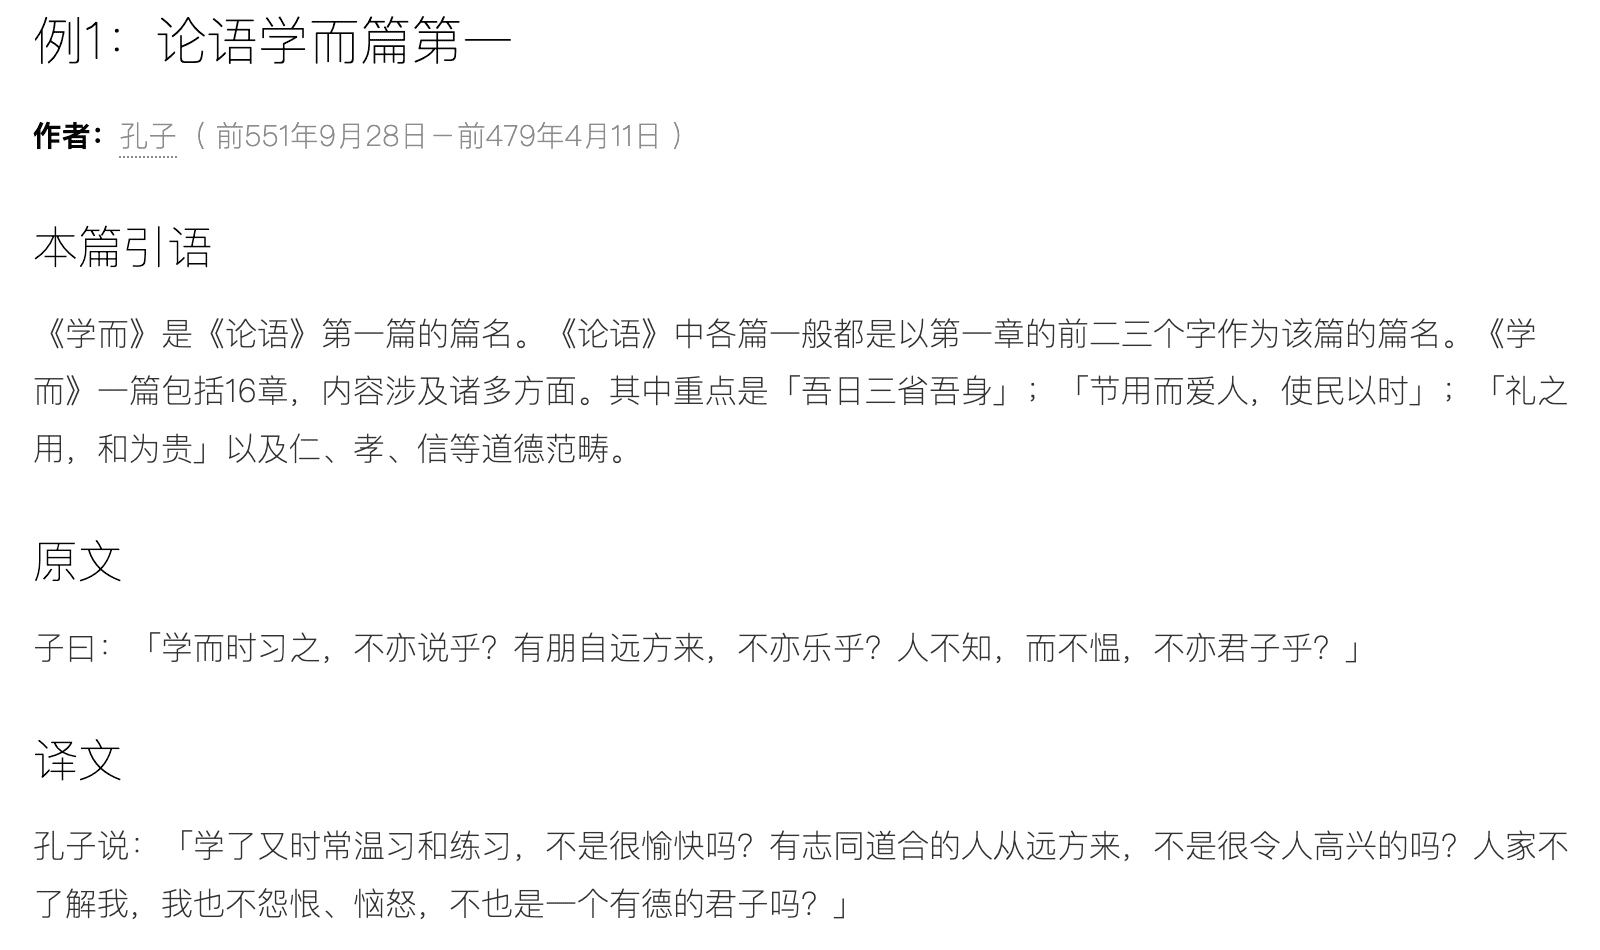 例1：论语学而篇第一
作者：孔子（ 前551年9月28日－前479年4月11日 ）
本篇引语
《学而》是《论语》第一篇的篇名。《论语》中各篇一般都是以第一章的前二三个字作为该篇的篇名。《学
而》一篇包括16章，内容涉及诸多方面。其中重点是「吾日三省吾身」；「节用而爱人，使民以时」；「礼之
用，和为贵」以及仁、孝、信等道德范畴。
原文
子曰：「学而时习之，不亦说乎？有朋自远方来，不亦乐乎？人不知，而不愠，不亦君子乎？」
译文
孔子说：「学了又时常温习和练习，不是很愉快吗？有志同道合的人从远方来，不是很令人高兴的吗？人家不
了解我，我也不怨恨、恼怒，不也是一个有德的君子吗？」